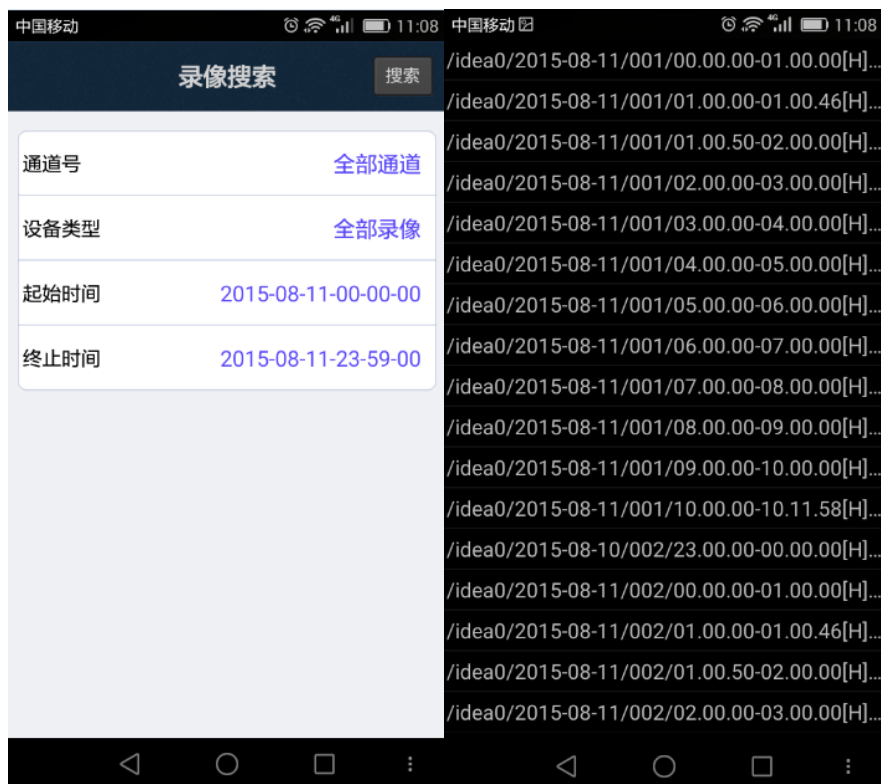 中国移动 4G 11:08
录像搜索 搜索
通道号 全部通道
设备类型 全部录像
起始时间 2015-08-11-00-00-00
终止时间 2015-08-11-23-59-00
中国移动 4G 11:08
/idea0/2015-08-11/001/00.00.00-01.00.00[H]...
/idea0/2015-08-11/001/01.00.00-01.00.46[H]...
/idea0/2015-08-11/001/01.00.50-02.00.00[H]...
/idea0/2015-08-11/001/02.00.00-03.00.00[H]...
/idea0/2015-08-11/001/03.00.00-04.00.00[H]...
/idea0/2015-08-11/001/04.00.00-05.00.00[H]...
/idea0/2015-08-11/001/05.00.00-06.00.00[H]...
/idea0/2015-08-11/001/06.00.00-07.00.00[H]...
/idea0/2015-08-11/001/07.00.00-08.00.00[H]...
/idea0/2015-08-11/001/08.00.00-09.00.00[H]...
/idea0/2015-08-11/001/09.00.00-10.00.00[H]...
/idea0/2015-08-11/001/10.00.00-10.11.58[H]...
/idea0/2015-08-10/002/23.00.00-00.00.00[H]...
/idea0/2015-08-11/002/00.00.00-01.00.00[H]...
/idea0/2015-08-11/002/01.00.00-01.00.46[H]...
/idea0/2015-08-11/002/01.00.50-02.00.00[H]...
/idea0/2015-08-11/002/02.00.00-03.00.00[H]...